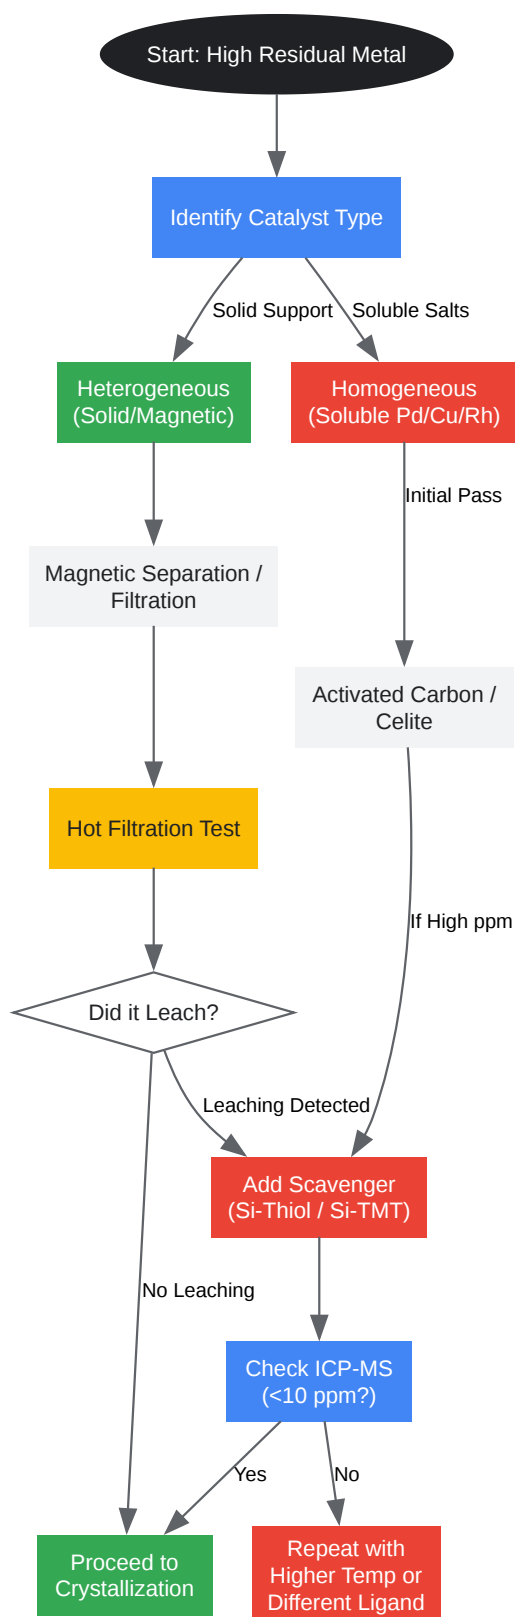 Start: High Residual Metal
Identify Catalyst Type
Solid Support
Soluble Salts
Heterogeneous
(Solid/Magnetic)
Homogeneous
(Soluble Pd/Cu/Rh)
Initial Pass
Magnetic Separation /
Filtration
Activated Carbon /
Celite
Hot Filtration Test
If High ppm
Did it Leach?
Leaching Detected
Add Scavenger
(Si-Thiol / Si-TMT)
No Leaching
Check ICP-MS
(<10 ppm?)
Yes
No
Proceed to
Crystallization
Repeat with
Higher Temp or
Different Ligand